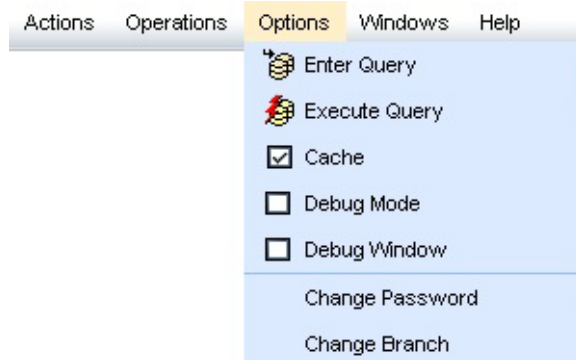 Actions Operations Options Windows Help
Enter Query
Execute Query
Cache
Debug Mode
Debug Window
Change Password
Change Branch